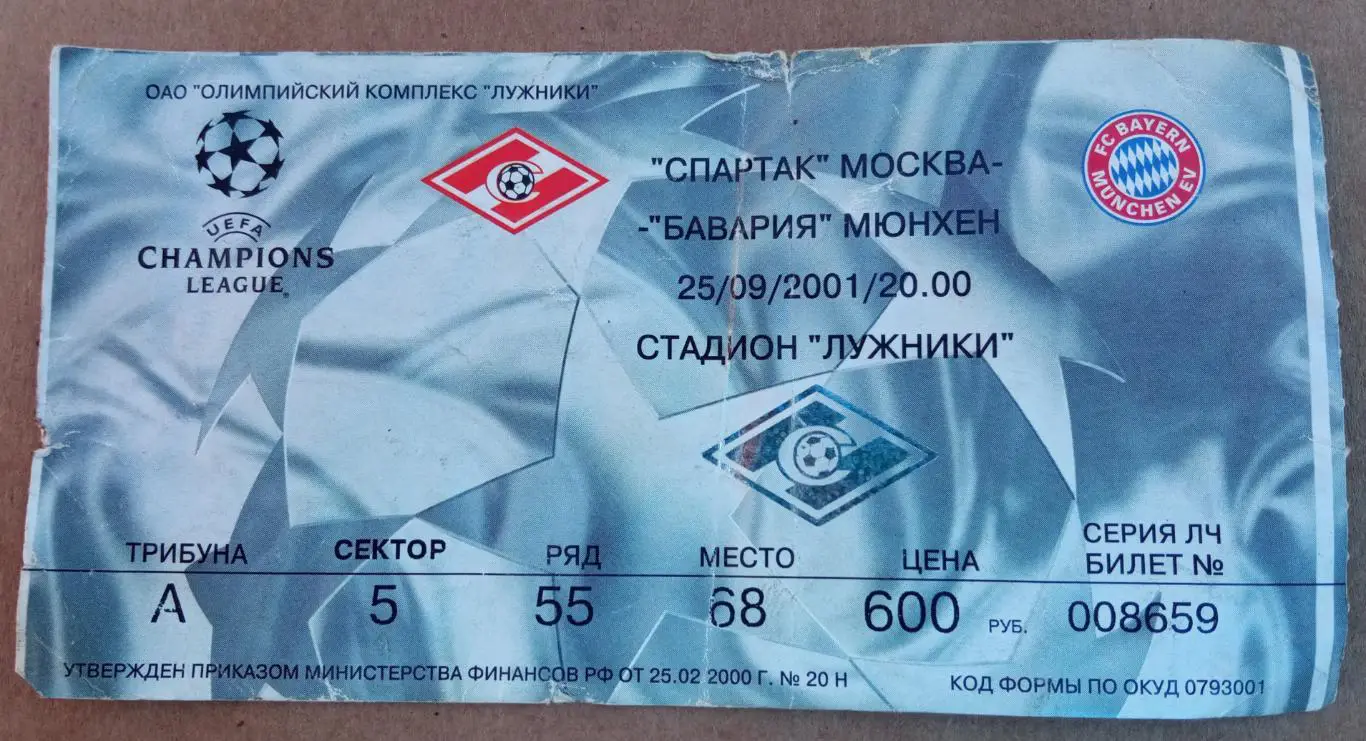 ОАО "ОЛИМПИЙСКИЙ КОМПЛЕКС "ЛУЖНИКИ"
UEFA
CHAMPIONS
LEAGUE®
"СПАРТАК" МОСКВА-
-"БАВАРИЯ" МЮНХЕН
25/09/2001/20.00
СТАДИОН "ЛУЖНИКИ"
FC BAYERN
MÜNCHEN EV
ТРИБУНА СЕКТОР РЯД МЕСТО ЦЕНА СЕРИЯ ЛЧ
БИЛЕТ №
А 5 55 68 600 РУБ. 008659
УТВЕРЖДЕН ПРИКАЗОМ МИНИСТЕРСТВА ФИНАНСОВ РФ ОТ 25.02 2000 Г. № 20 Н
КОД ФОРМЫ ПО ОКУД 0793001